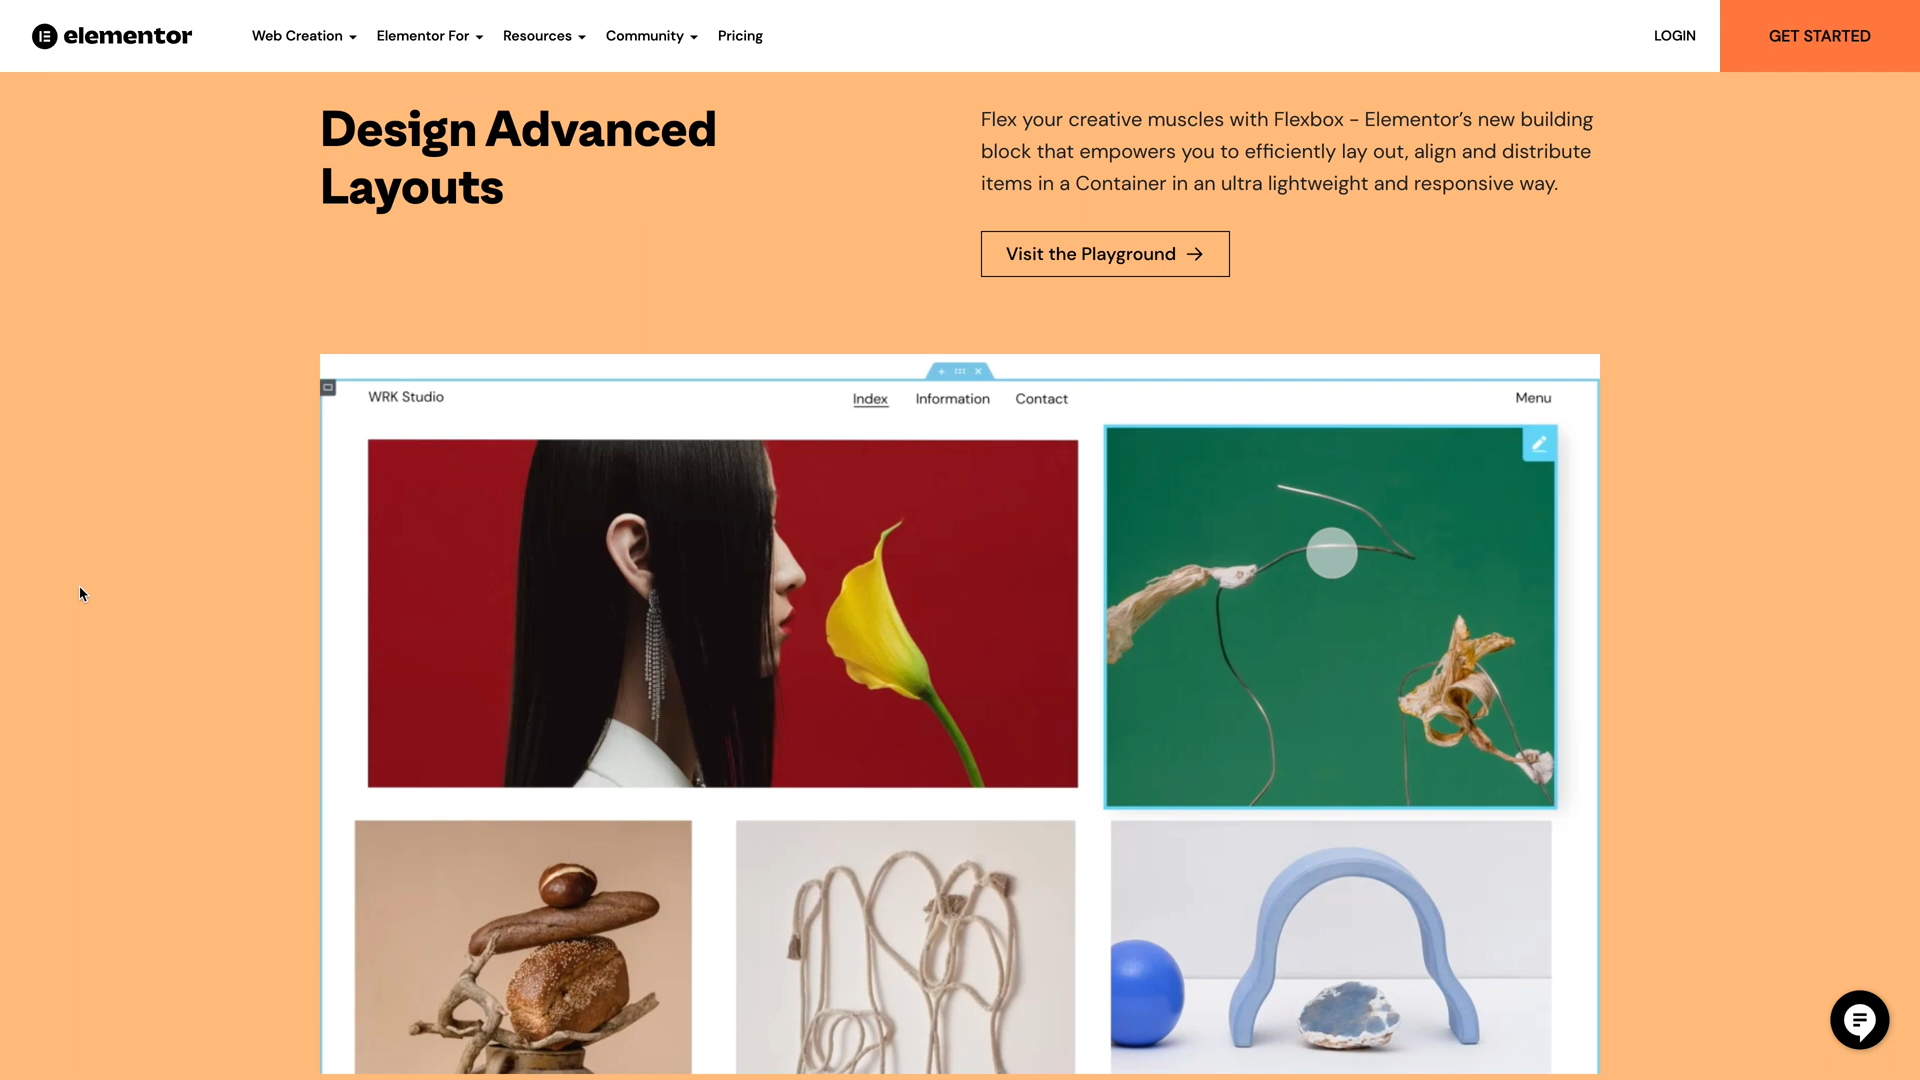 elementor
Web Creation
Elementor For
Resources
Community
Pricing
LOGIN
GET STARTED
Design Advanced
Layouts
Flex your creative muscles with Flexbox – Elementor’s new building
block that empowers you to efficiently lay out, align and distribute
items in a Container in an ultra lightweight and responsive way.
Visit the Playground →
WRK Studio
Index
Information
Contact
Menu